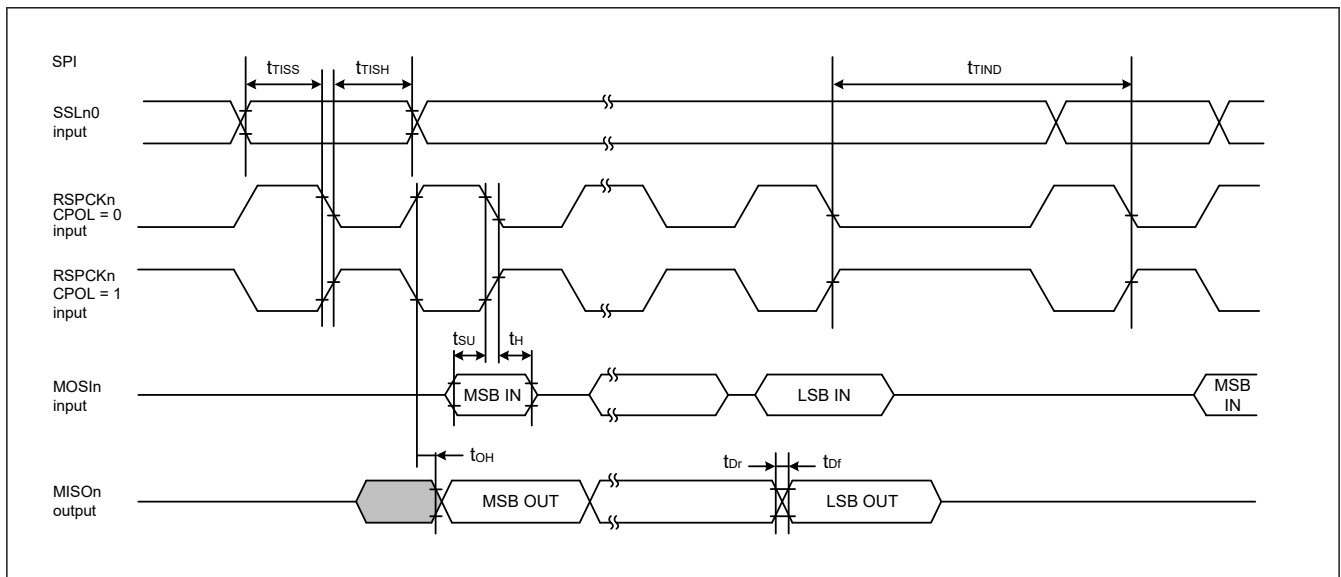 SPI
tTISS
tTISH
tTIND
SSLn0
input
RSPCKn
CPOL = 0
input
RSPCKn
CPOL = 1
input
tSU
tH
MOSIn
input
MSB IN
LSB IN
MSB
IN
tOH
tDr
tDf
MISOn
output
MSB OUT
LSB OUT